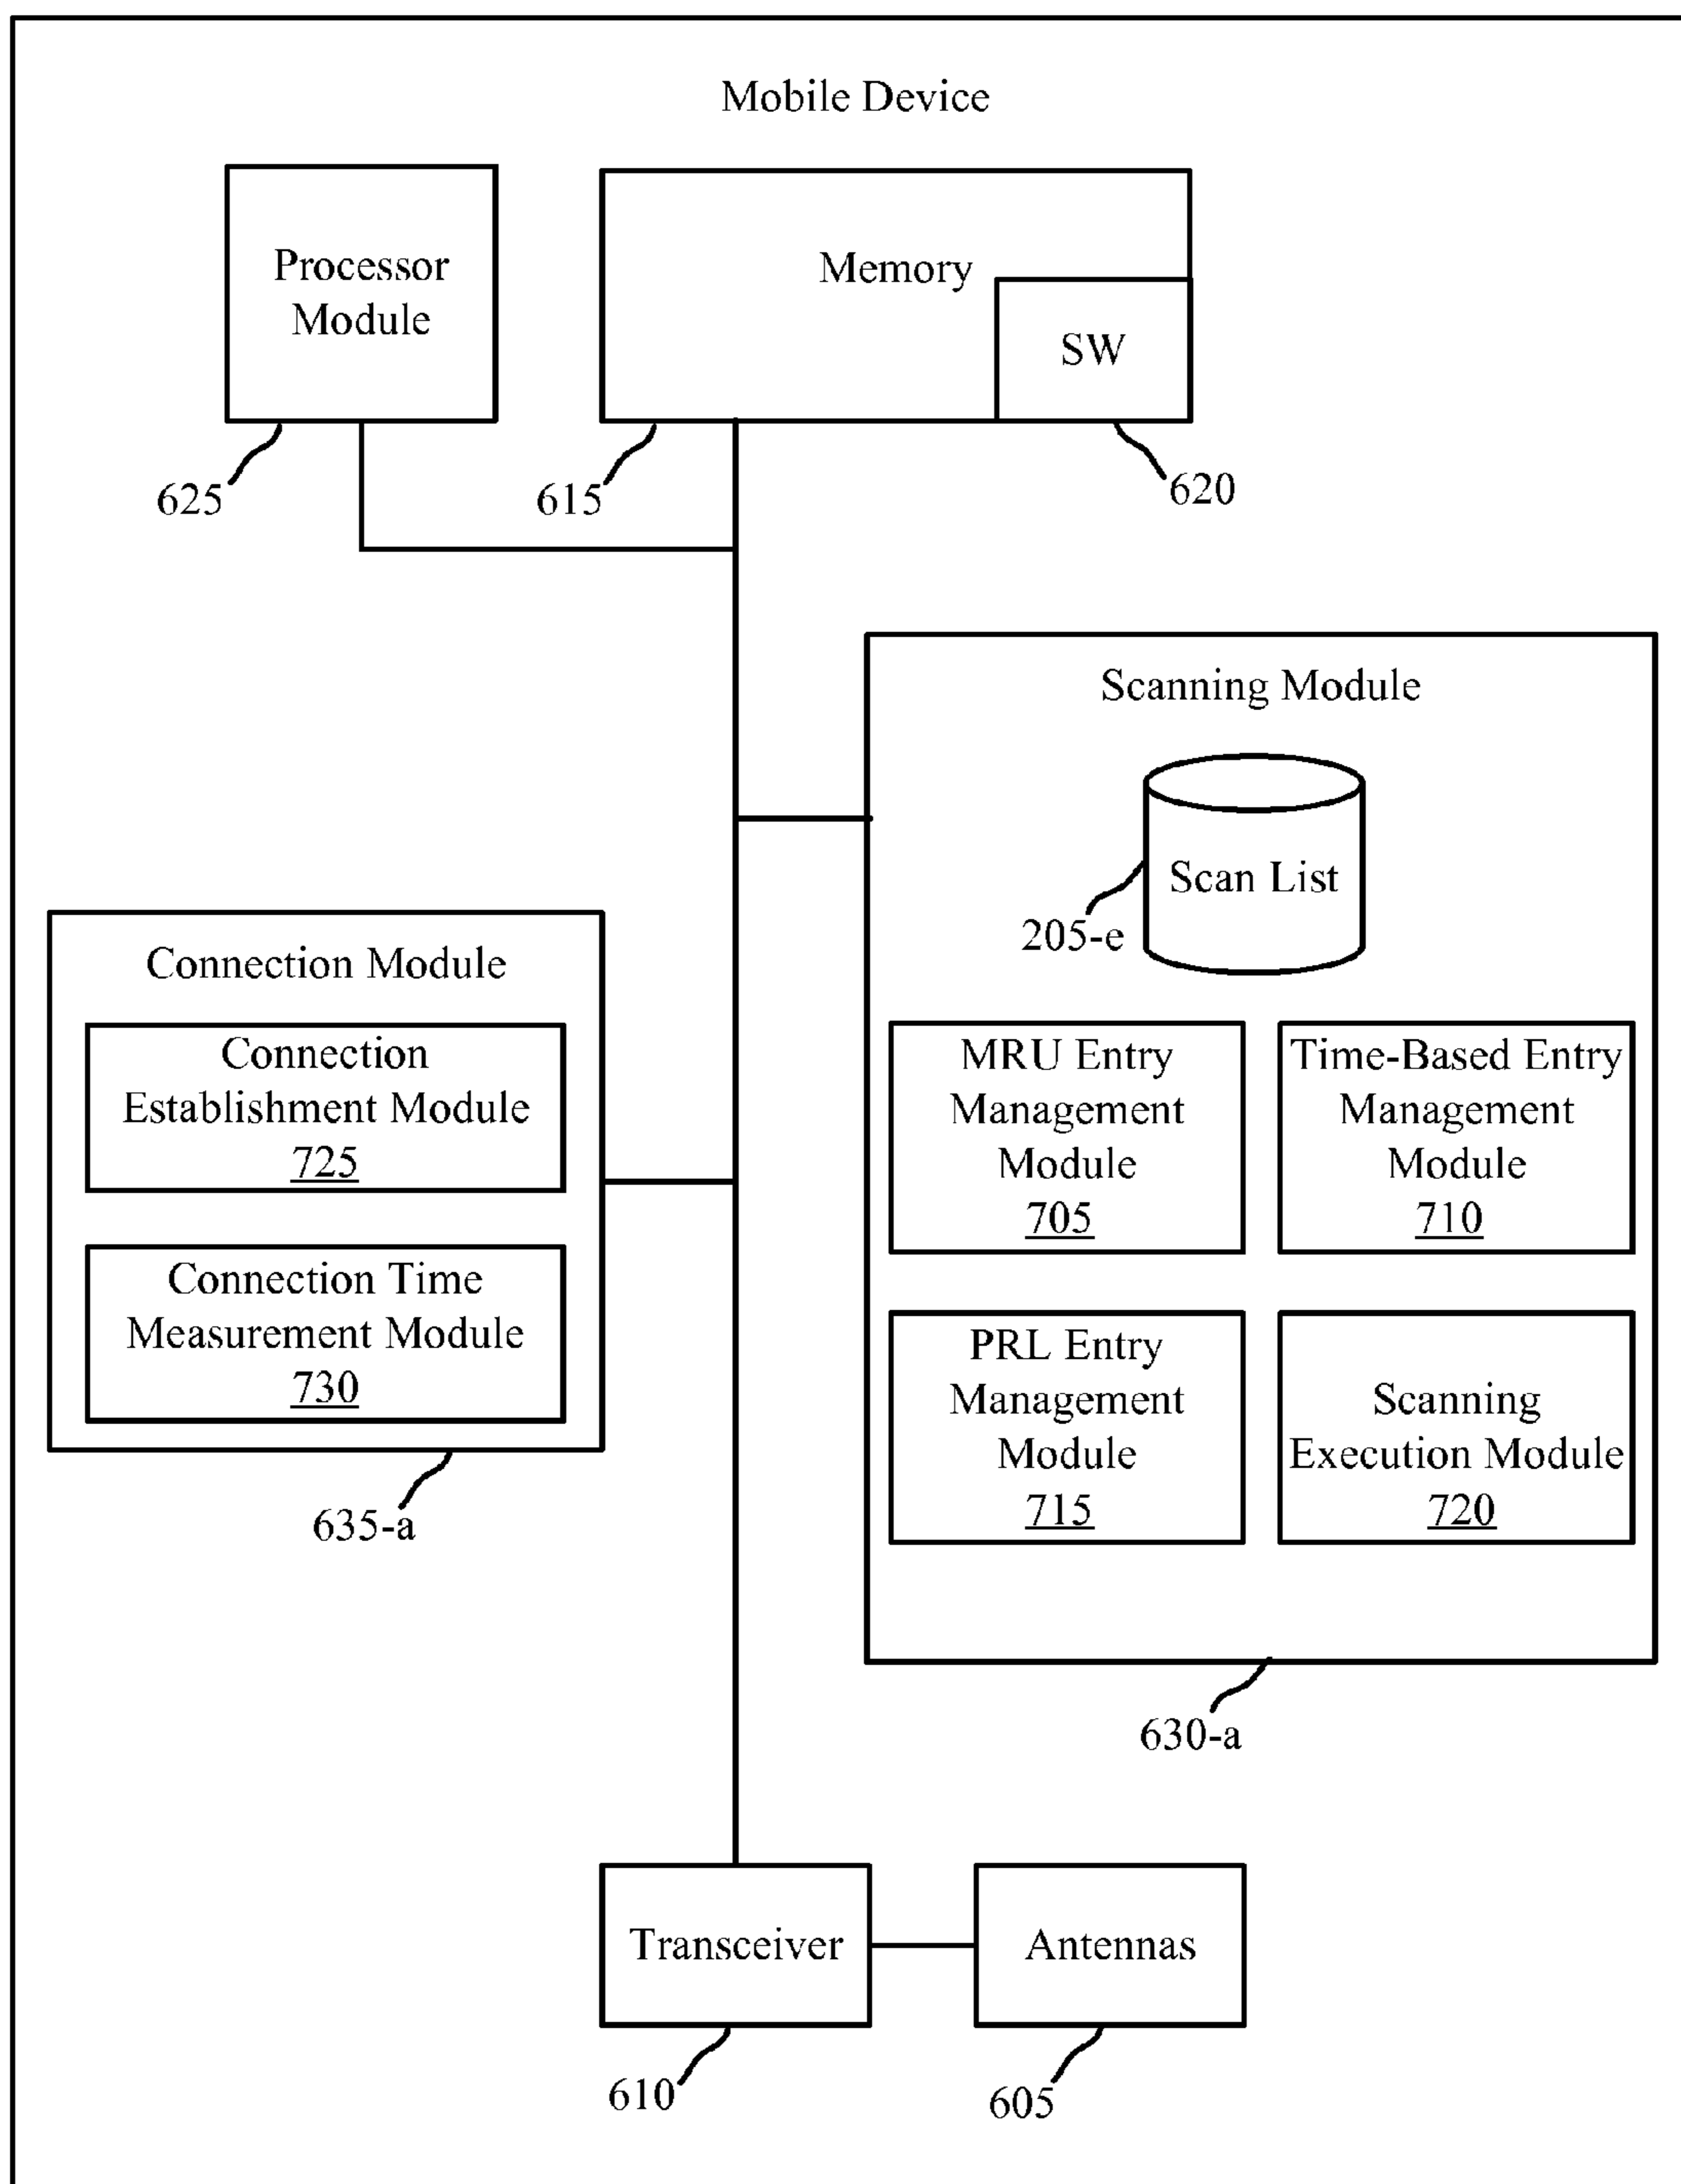 Mobile Device
Processor
Module
Memory
SW
625
615
620
Scanning Module
Scan List
205-e
Connection Module
Connection
Establishment Module
725
Connection Time
Measurement Module
730
635-a
MRU Entry
Management
Module
705
Time-Based Entry
Management
Module
710
PRL Entry
Management
Module
715
Scanning
Execution Module
720
630-a
Transceiver
Antennas
610
605